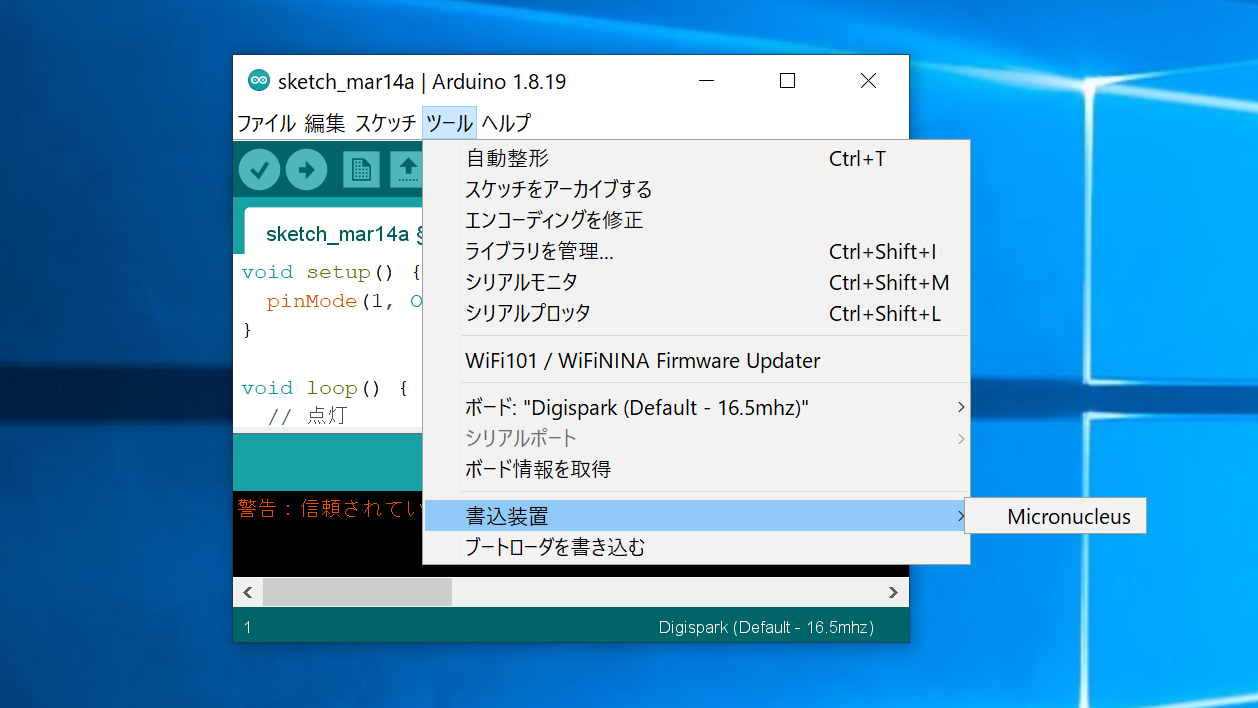 sketch_mar14a | Arduino 1.8.19
ファイル 編集 スケッチ ツール ヘルプ
自動整形 Ctrl+T
スケッチをアーカイブする
エンコーディングを修正
ライブラリを管理... Ctrl+Shift+I
シリアルモニタ Ctrl+Shift+M
シリアルプロッタ Ctrl+Shift+L
WiFi101 / WiFiNINA Firmware Updater
ボード: "Digispark (Default - 16.5mhz)"
シリアルポート
ボード情報を取得
書込装置
Micronucleus
ブートローダを書き込む
sketch_mar14a §
void setup() {
pinMode(1, O
}
void loop() {
// 点灯
警告：信頼されてい
1 Digispark (Default - 16.5mhz)